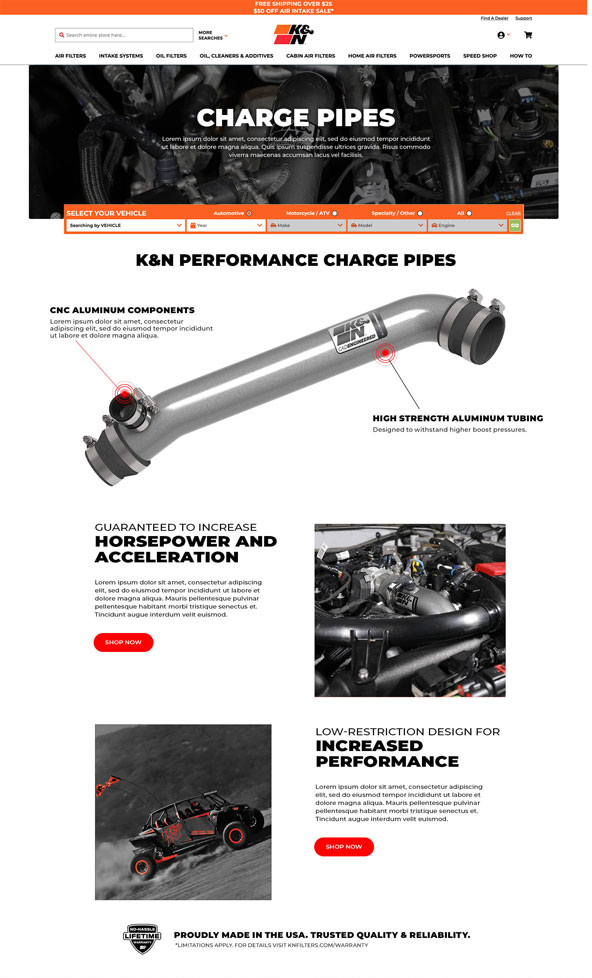 FREE SHIPPING OVER $25
$50 OFF AIR INTAKE SALE*
Find A Dealer Support
Search entire store here...
MORE
SEARCHES
K&N
AIR FILTERS INTAKE SYSTEMS OIL FILTERS OIL, CLEANERS & ADDITIVES CABIN AIR FILTERS HOME AIR FILTERS POWERSPORTS SPEED SHOP HOW TO
CHARGE PIPES
Lorem ipsum dolor sit amet, consectetur adipiscing elit, sed do eiusmod tempor incididunt
ut labore et dolore magna aliqua. Quis ipsum suspendisse ultrices gravida. Risus commodo
viverra maecenas accumsan lacus vel facilisis.
SELECT YOUR VEHICLE Automotive Motorcycle / ATV Specialty / Other All CLEAR
Searching by VEHICLE Year Make Model Engine GO
K&N PERFORMANCE CHARGE PIPES
CNC ALUMINUM COMPONENTS
Lorem ipsum dolor sit amet, consectetur
adipiscing elit, sed do eiusmod tempor incididunt
ut labore et dolore magna aliqua.
K&N
CAD ENGINEERED
HIGH STRENGTH ALUMINUM TUBING
Designed to withstand higher boost pressures.
GUARANTEED TO INCREASE
HORSEPOWER AND
ACCELERATION
Lorem ipsum dolor sit amet, consectetur adipiscing
elit, sed do eiusmod tempor incididunt ut labore et
dolore magna aliqua. Mauris pellentesque pulvinar
pellentesque habitant morbi tristique senectus et.
Tincidunt augue interdum velit euismod.
SHOP NOW
K&N
LOW-RESTRICTION DESIGN FOR
INCREASED
PERFORMANCE
Lorem ipsum dolor sit amet, consectetur adipiscing
elit, sed do eiusmod tempor incididunt ut labore et
dolore magna aliqua. Mauris pellentesque pulvinar
pellentesque habitant morbi tristique senectus et.
Tincidunt augue interdum velit euismod.
SHOP NOW
NO-HASSLE
LIFETIME
WARRANTY
PROUDLY MADE IN THE USA. TRUSTED QUALITY & RELIABILITY.
*LIMITATIONS APPLY. FOR DETAILS VISIT KNFILTERS.COM/WARRANTY